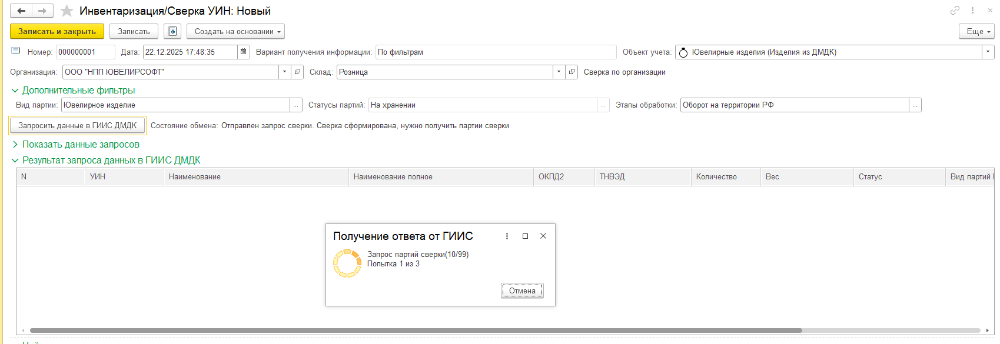 Инвентаризация/Сверка УИН: Новый
Записать и закрыть Записать Создать на основании Еще
Номер: 000000001 Дата: 22.12.2025 17:48:35 Вариант получения информации: По фильтрам Объект учета: Ювелирные изделия (Изделия из ДМДК)
Организация: ООО "НПП ЮВЕЛИРСОФТ" Склад: Розница Сверка по организации
Дополнительные фильтры
Вид партии: Ювелирное изделие ... Статусы партий: На хранении ... Этапы обработки: Оборот на территории РФ ...
Запросить данные в ГИИС ДМДК Состояние обмена: Отправлен запрос сверки. Сверка сформирована, нужно получить партии сверки
Показать данные запросов
Результат запроса данных в ГИИС ДМДК
N УИН Наименование Наименование полное ОКПД2 ТНВЭД Количество Вес Статус Вид партий
Получение ответа от ГИИС
Запрос партий сверки(10/99)
Попытка 1 из 3
Отмена